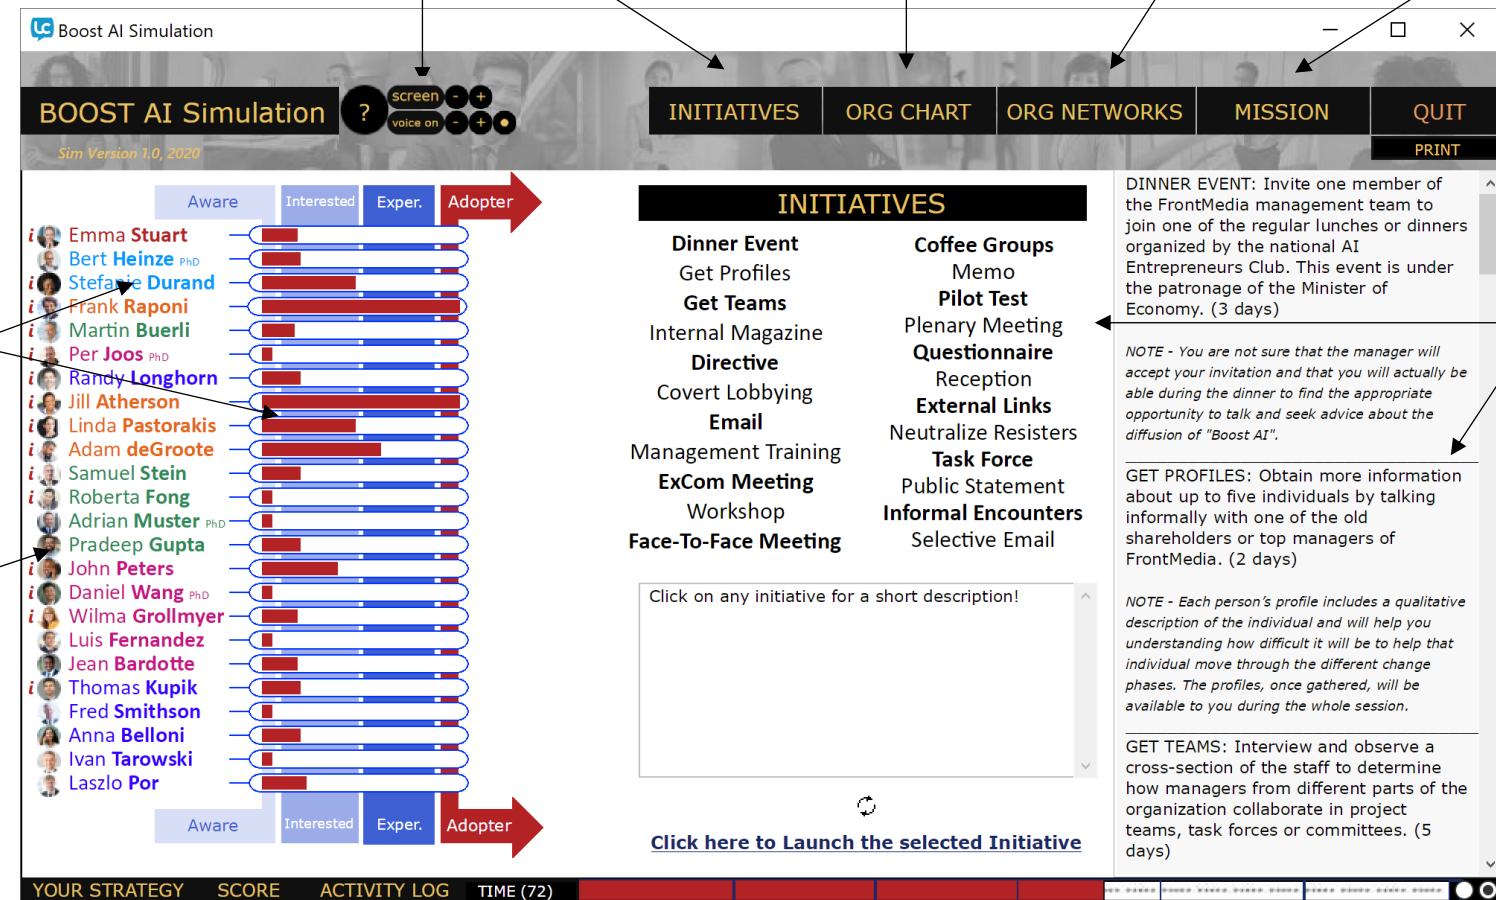 Boost AI Simulation
BOOST AI Simulation
?
screen - +
voice on - +
INITIATIVES
ORG CHART
ORG NETWORKS
MISSION
QUIT
Sim Version 1.0, 2020
PRINT
Aware
Interested
Exper.
Adopter
i Emma Stuart
Bert Heinze PhD
i Stefanie Durand
i Frank Raponi
i Martin Buerli
i Per Joos PhD
i Randy Longhorn
i Jill Atherson
i Linda Pastorakis
i Adam deGroote
i Samuel Stein
i Roberta Fong
Adrian Muster PhD
Pradeep Gupta
i John Peters
i Daniel Wang PhD
i Wilma Grollmyer
Luis Fernandez
Jean Bardotte
i Thomas Kupik
Fred Smithson
Anna Belloni
Ivan Tarowski
Laszlo Por
Aware
Interested
Exper.
Adopter
INITIATIVES
Dinner Event
Get Profiles
Get Teams
Internal Magazine
Directive
Covert Lobbying
Email
Management Training
ExCom Meeting
Workshop
Face-To-Face Meeting
Coffee Groups
Memo
Pilot Test
Plenary Meeting
Questionnaire
Reception
External Links
Neutralize Resisters
Task Force
Public Statement
Informal Encounters
Selective Email
Click on any initiative for a short description!
Click here to Launch the selected Initiative
DINNER EVENT: Invite one member of
the FrontMedia management team to
join one of the regular lunches or dinners
organized by the national AI
Entrepreneurs Club. This event is under
the patronage of the Minister of
Economy. (3 days)
NOTE - You are not sure that the manager will
accept your invitation and that you will actually be
able during the dinner to find the appropriate
opportunity to talk and seek advice about the
diffusion of "Boost AI".
GET PROFILES: Obtain more information
about up to five individuals by talking
informally with one of the old
shareholders or top managers of
FrontMedia. (2 days)
NOTE - Each person's profile includes a qualitative
description of the individual and will help you
understanding how difficult it will be to help that
individual move through the different change
phases. The profiles, once gathered, will be
available to you during the whole session.
GET TEAMS: Interview and observe a
cross-section of the staff to determine
how managers from different parts of the
organization collaborate in project
teams, task forces or committees. (5
days)
YOUR STRATEGY
SCORE
ACTIVITY LOG
TIME (72)